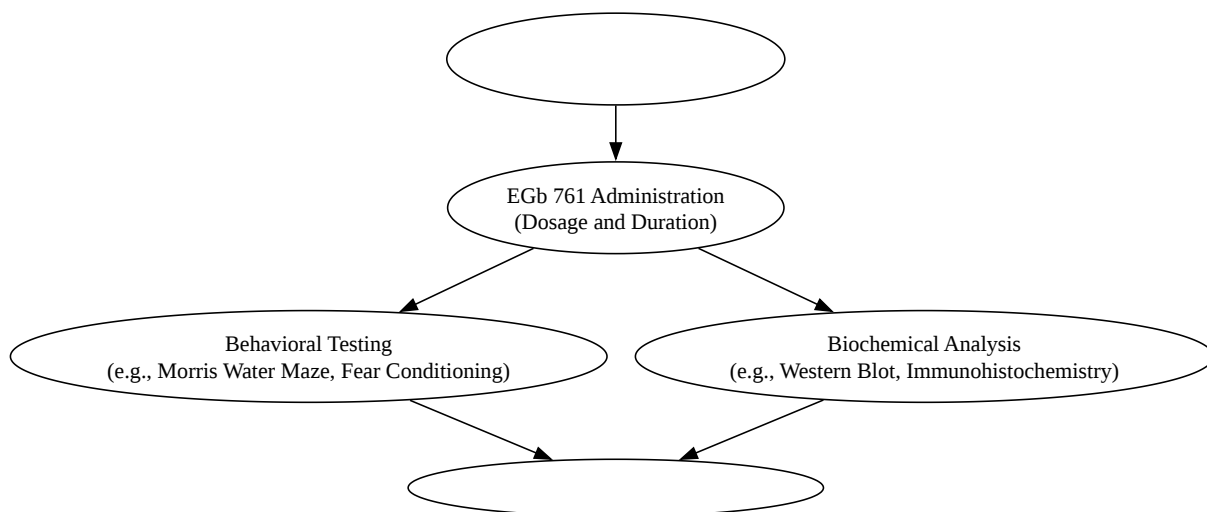 EGb 761 Administration
(Dosage and Duration)
Behavioral Testing
(e.g., Morris Water Maze, Fear Conditioning)
Biochemical Analysis
(e.g., Western Blot, Immunohistochemistry)